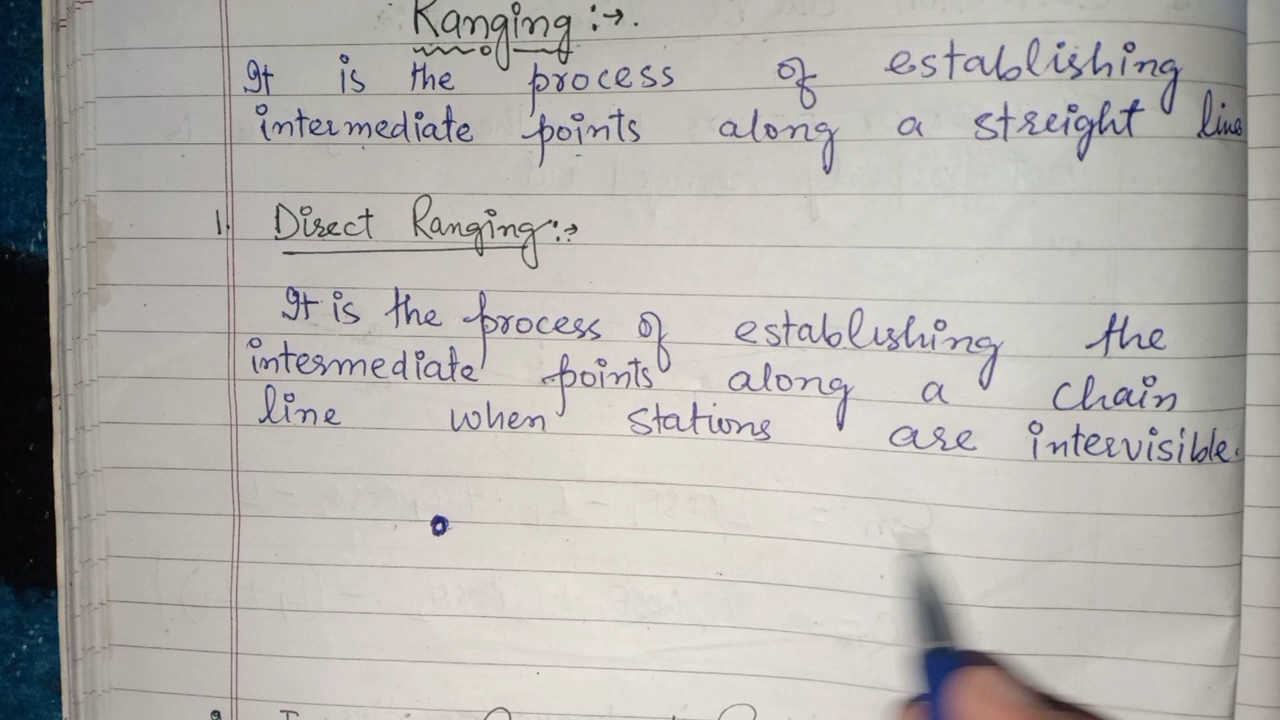 Ranging :→.
It is the process of establishing
intermediate points along a streight line
1. Direct Ranging :→
It is the process of establishing the
intermediate points along a chain
line when stations are intervisible.